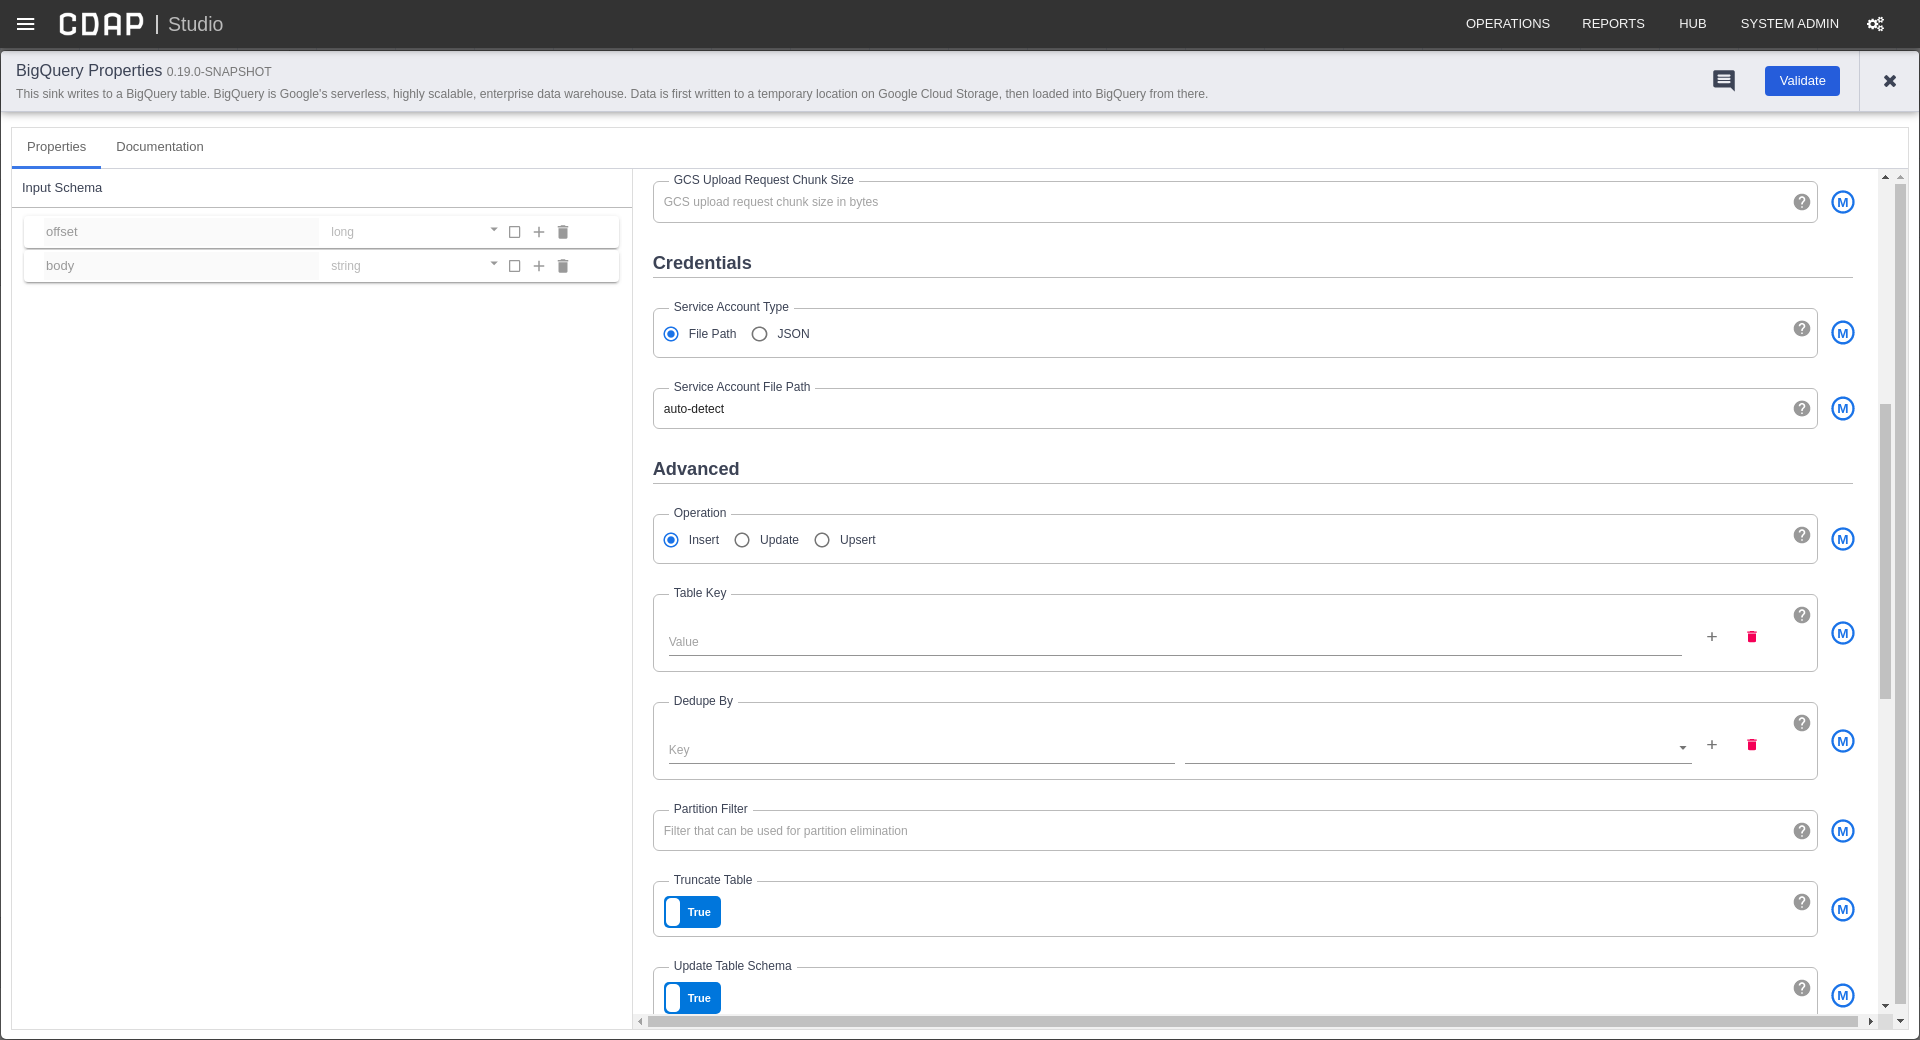 CDAP | Studio OPERATIONS REPORTS HUB SYSTEM ADMIN
BigQuery Properties 0.19.0-SNAPSHOT
This sink writes to a BigQuery table. BigQuery is Google's serverless, highly scalable, enterprise data warehouse. Data is first written to a temporary location on Google Cloud Storage, then loaded into BigQuery from there.
Validate
Properties Documentation
Input Schema
offset long
body string
GCS Upload Request Chunk Size
GCS upload request chunk size in bytes ? M
Credentials
Service Account Type
File Path JSON ? M
Service Account File Path
auto-detect ? M
Advanced
Operation
Insert Update Upsert ? M
Table Key
Value ? M
Dedupe By
Key ? M
Partition Filter
Filter that can be used for partition elimination ? M
Truncate Table
True ? M
Update Table Schema
True ? M